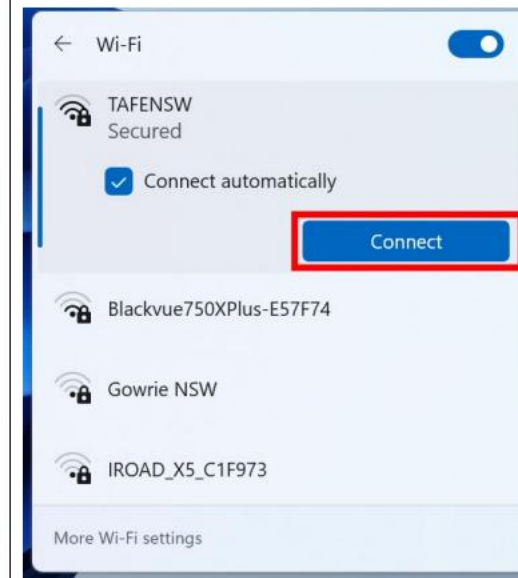 Wi-Fi
TAFENSW
Secured
Connect automatically
Connect
Blackvue750XPlus-E57F74
Gowrie NSW
IROAD_X5_C1F973
More Wi-Fi settings